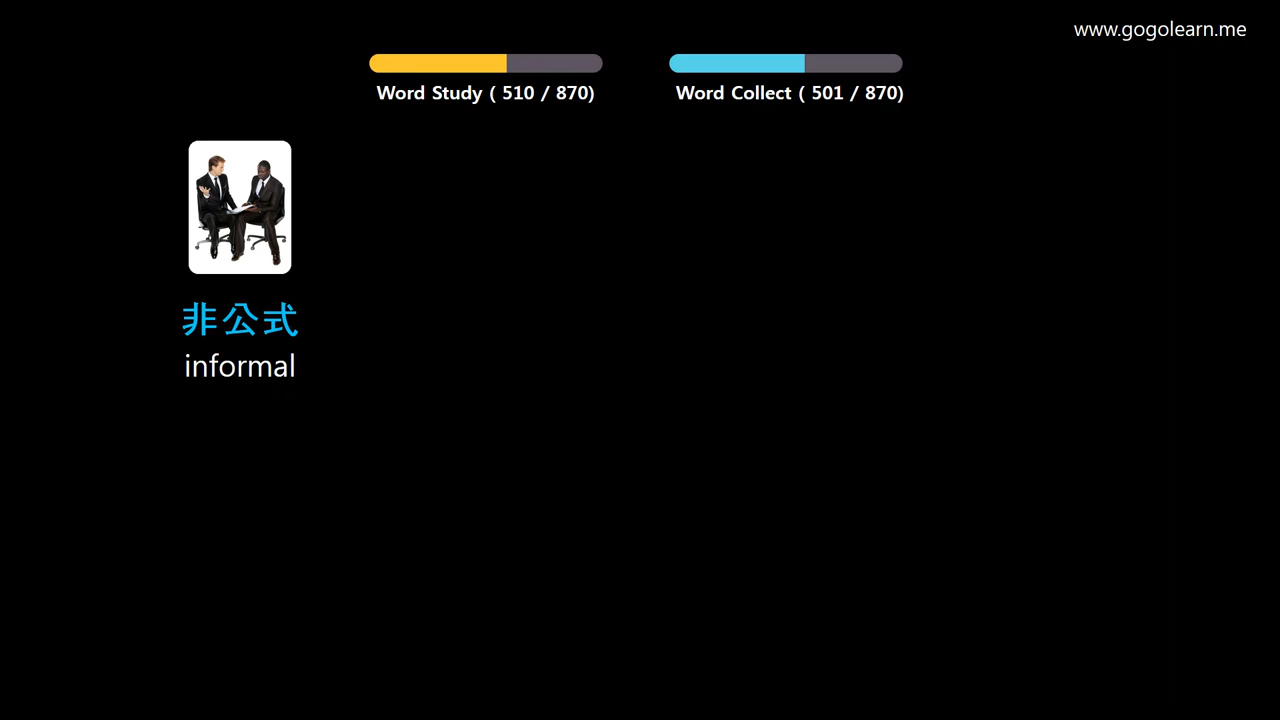 www.gogolearn.me
Word Study ( 510 / 870)
Word Collect ( 501 / 870)
非公式
informal